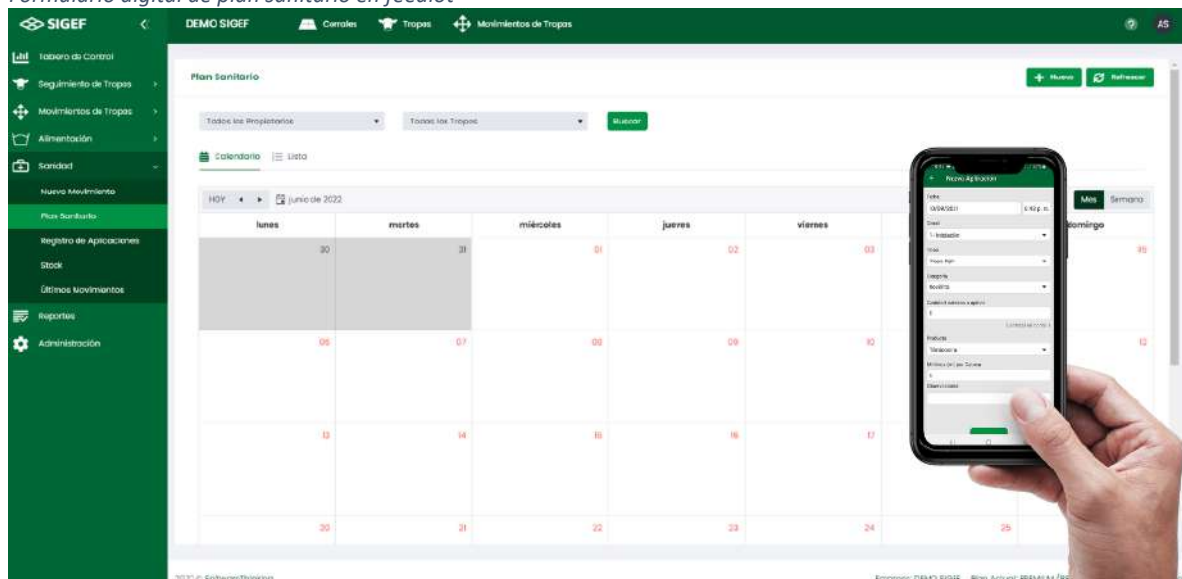 Formulario digital de plan sanitario en feedlot
SIGEF
DEMO SIGEF
Corrales
Tropas
Movimientos de Tropas
AS
Tablero de Control
Seguimiento de Tropas
Movimientos de Tropas
Alimentación
Sanidad
Nuevo Movimiento
Plan Sanitario
Registro de Aplicaciones
Stock
Últimos Movimientos
Reportes
Administración
Plan Sanitario
Nuevo
Refrescar
Todos los Propietarios
Todas las Tropas
Buscar
Calendario
Lista
HOY
junio de 2022
Mes
Semana
lunes
martes
miércoles
jueves
viernes
domingo
30
31
01
02
03
05
06
07
08
09
10
12
13
14
15
16
17
20
21
22
23
24
25
Nueva Aplicación
Fecha
Corral
Categoría
Producto
Observaciones
2020 © SoftwareThinking
Empresa: DEMO SIGEF
Plan Actual: PREMIUM